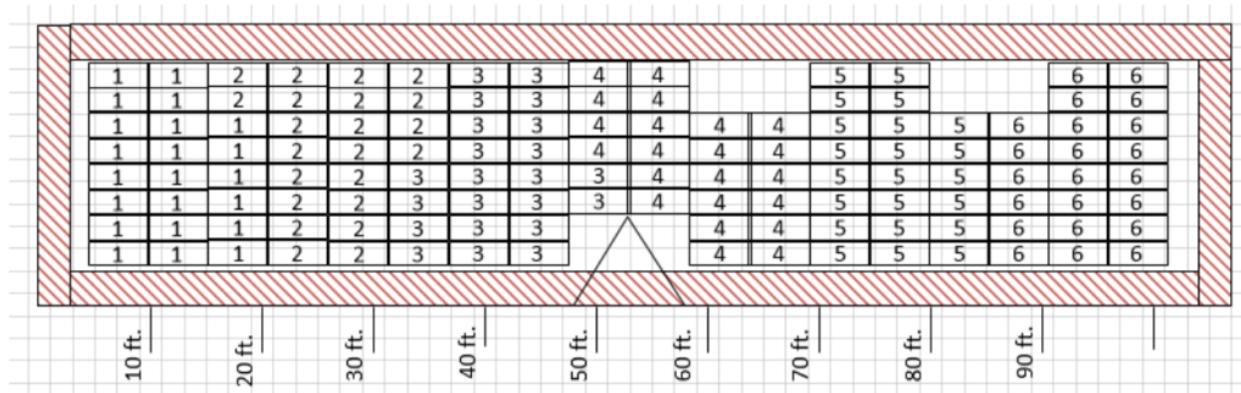 1 1 2 2 2 2 3 3 4 4 5 5 6 6
1 1 2 2 2 2 3 3 4 4 5 5 6 6
1 1 1 2 2 2 3 3 4 4 4 4 5 5 5 6 6 6
1 1 1 2 2 2 3 3 4 4 4 4 5 5 5 6 6 6
1 1 1 2 2 3 3 3 3 4 4 4 5 5 5 6 6 6
1 1 1 2 2 3 3 3 3 4 4 4 5 5 5 6 6 6
1 1 1 2 2 3 3 3 4 4 5 5 5 6 6 6
1 1 1 2 2 3 3 3 4 4 5 5 5 6 6 6
10 ft.
20 ft.
30 ft.
40 ft.
50 ft.
60 ft.
70 ft.
80 ft.
90 ft.